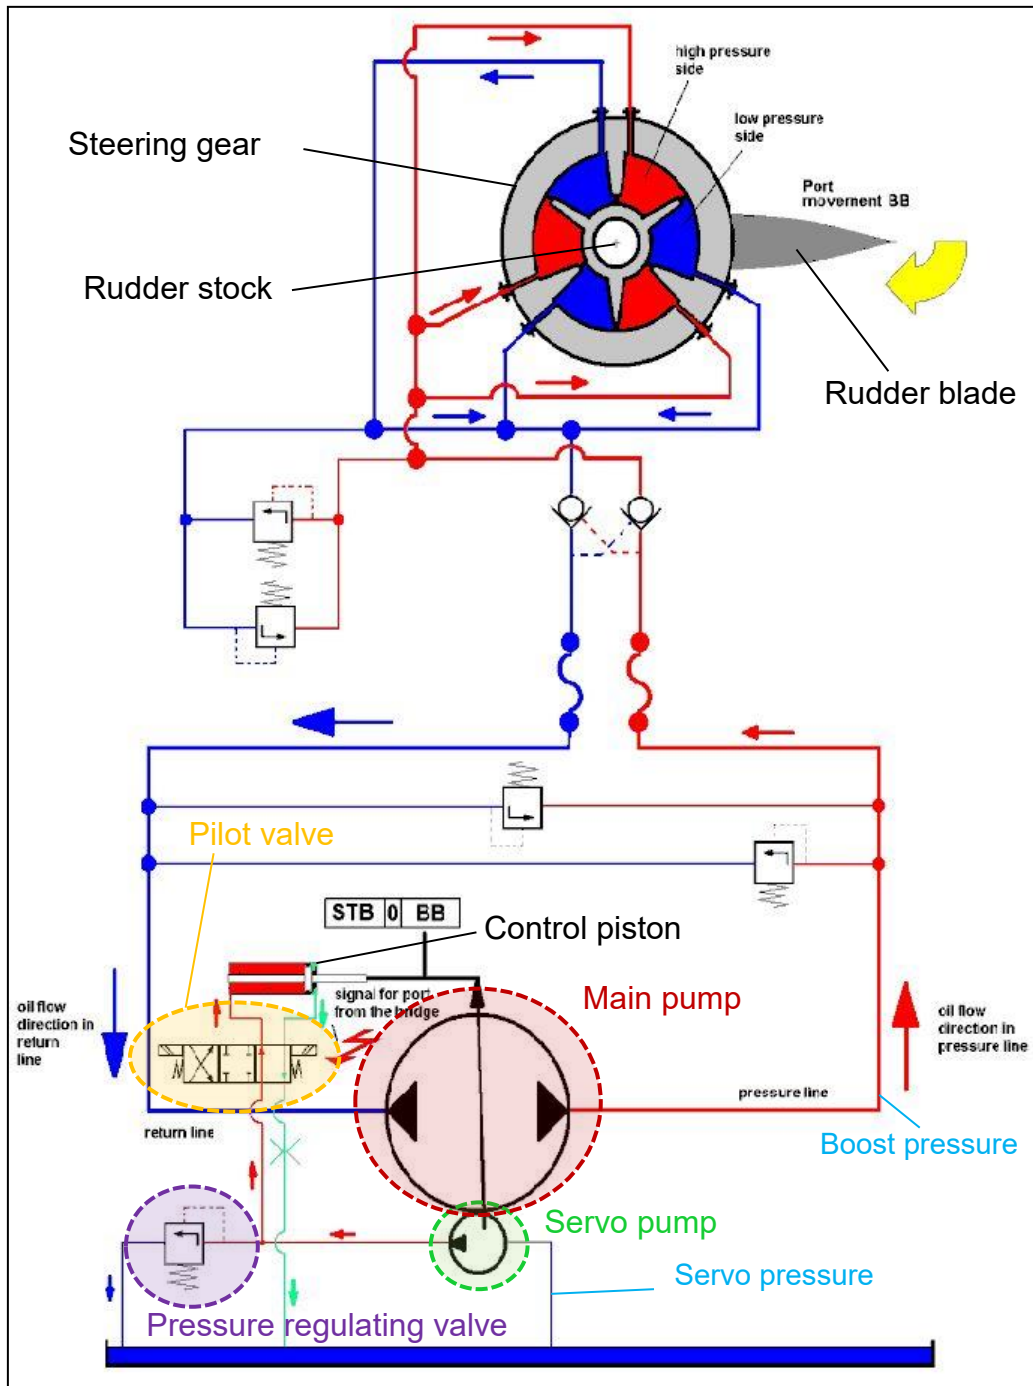 high pressure
side
Steering gear
low pressure
side
Port
movement BB
Rudder stock
Rudder blade
Pilot valve
STB 0 BB
Control piston
signal for port
from the bridge
Main pump
oil flow
direction in
return
line
oil flow
direction in
pressure line
pressure line
return line
Boost pressure
Servo pump
Servo pressure
Pressure regulating valve